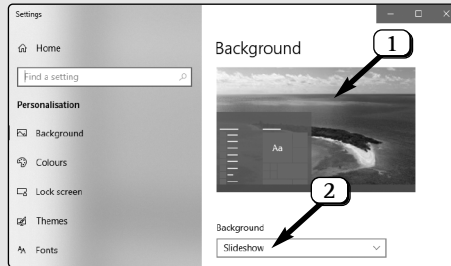 Settings
Home
Find a setting
Personalisation
Background
Colours
Lock screen
Themes
Fonts
Background
1
Aa
2
Background
Slideshow